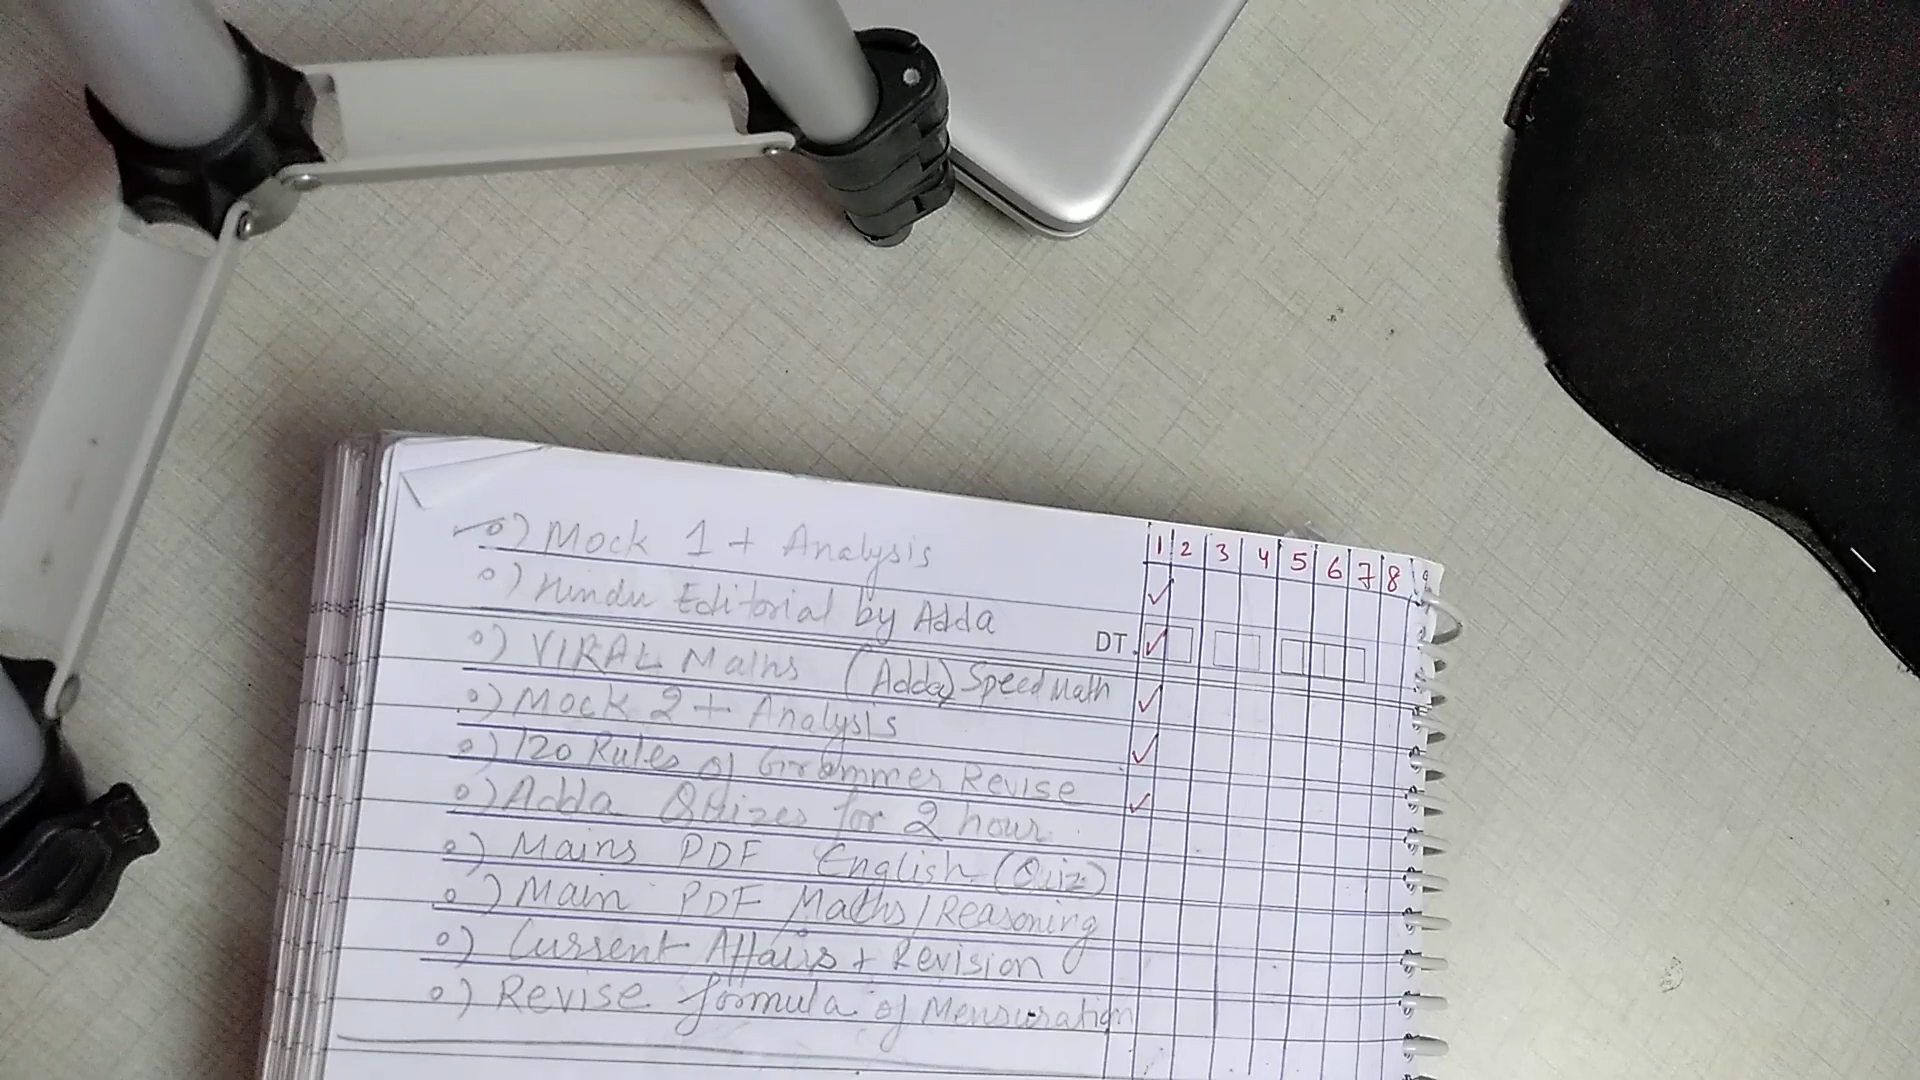 o) Mock 1 + Analysis
1 2 3 4 5 6 7 8 9
o) Hindu Editorial by Adda
DT.
o) VIRAL Maths (Adda) Speed Math
o) Mock 2 + Analysis
o) 120 Rules of Grammer Revise
o) Adda Quizes for 2 hour.
o) Mains PDF English (Quiz)
o) Main PDF Maths/Reasoning
o) Current Affairs + Revision
o) Revise formula of Mensuration